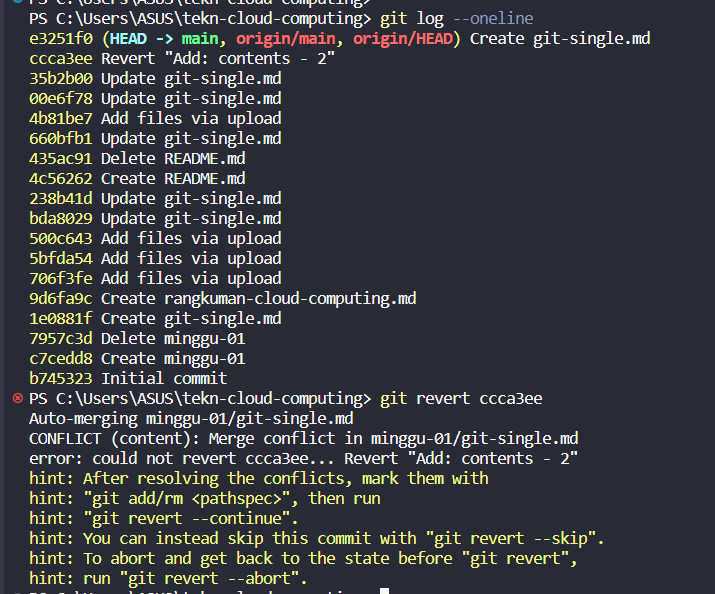 PS C:\Users\ASUS\tekn-cloud-computing>
PS C:\Users\ASUS\tekn-cloud-computing> git log --oneline
e3251f0 (HEAD -> main, origin/main, origin/HEAD) Create git-single.md
ccca3ee Revert "Add: contents - 2"
35b2b00 Update git-single.md
00e6f78 Update git-single.md
4b81be7 Add files via upload
660bfb1 Update git-single.md
435ac91 Delete README.md
4c56262 Create README.md
238b41d Update git-single.md
bda8029 Update git-single.md
500c643 Add files via upload
5bfda54 Add files via upload
706f3fe Add files via upload
9d6fa9c Create rangkuman-cloud-computing.md
1e0881f Create git-single.md
7957c3d Delete minggu-01
c7cedd8 Create minggu-01
b745323 Initial commit
PS C:\Users\ASUS\tekn-cloud-computing> git revert ccca3ee
Auto-merging minggu-01/git-single.md
CONFLICT (content): Merge conflict in minggu-01/git-single.md
error: could not revert ccca3ee... Revert "Add: contents - 2"
hint: After resolving the conflicts, mark them with
hint: "git add/rm <pathspec>", then run
hint: "git revert --continue".
hint: You can instead skip this commit with "git revert --skip".
hint: To abort and get back to the state before "git revert",
hint: run "git revert --abort".